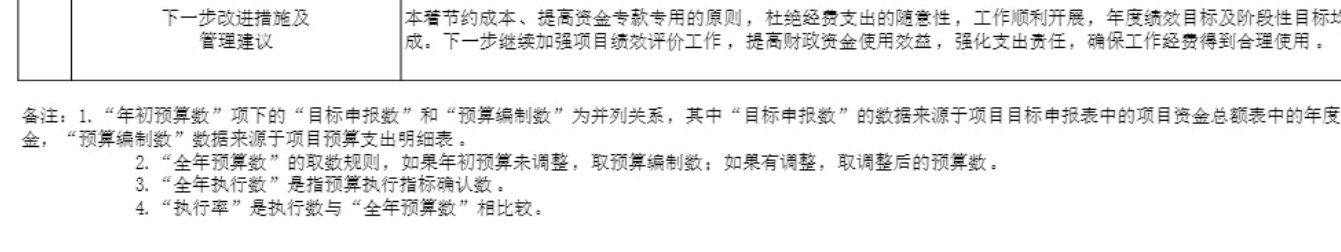 下一步改进措施及
管理建议
本着节约成本、提高资金专款专用的原则，杜绝经费支出的随意性，工作顺利开展，年度绩效目标及阶段性目标均
成。下一步继续加强项目绩效评价工作，提高财政资金使用效益，强化支出责任，确保工作经费得到合理使用。
备注：1.“年初预算数”项下的“目标申报数”和“预算编制数”为并列关系，其中“目标申报数”的数据来源于项目目标申报表中的项目资金总额表中的年度
金，“预算编制数”数据来源于项目预算支出明细表。
2.“全年预算数”的取数规则，如果年初预算未调整，取预算编制数；如果有调整，取调整后的预算数。
3.“全年执行数”是指预算执行指标确认数。
4.“执行率”是执行数与“全年预算数”相比较。